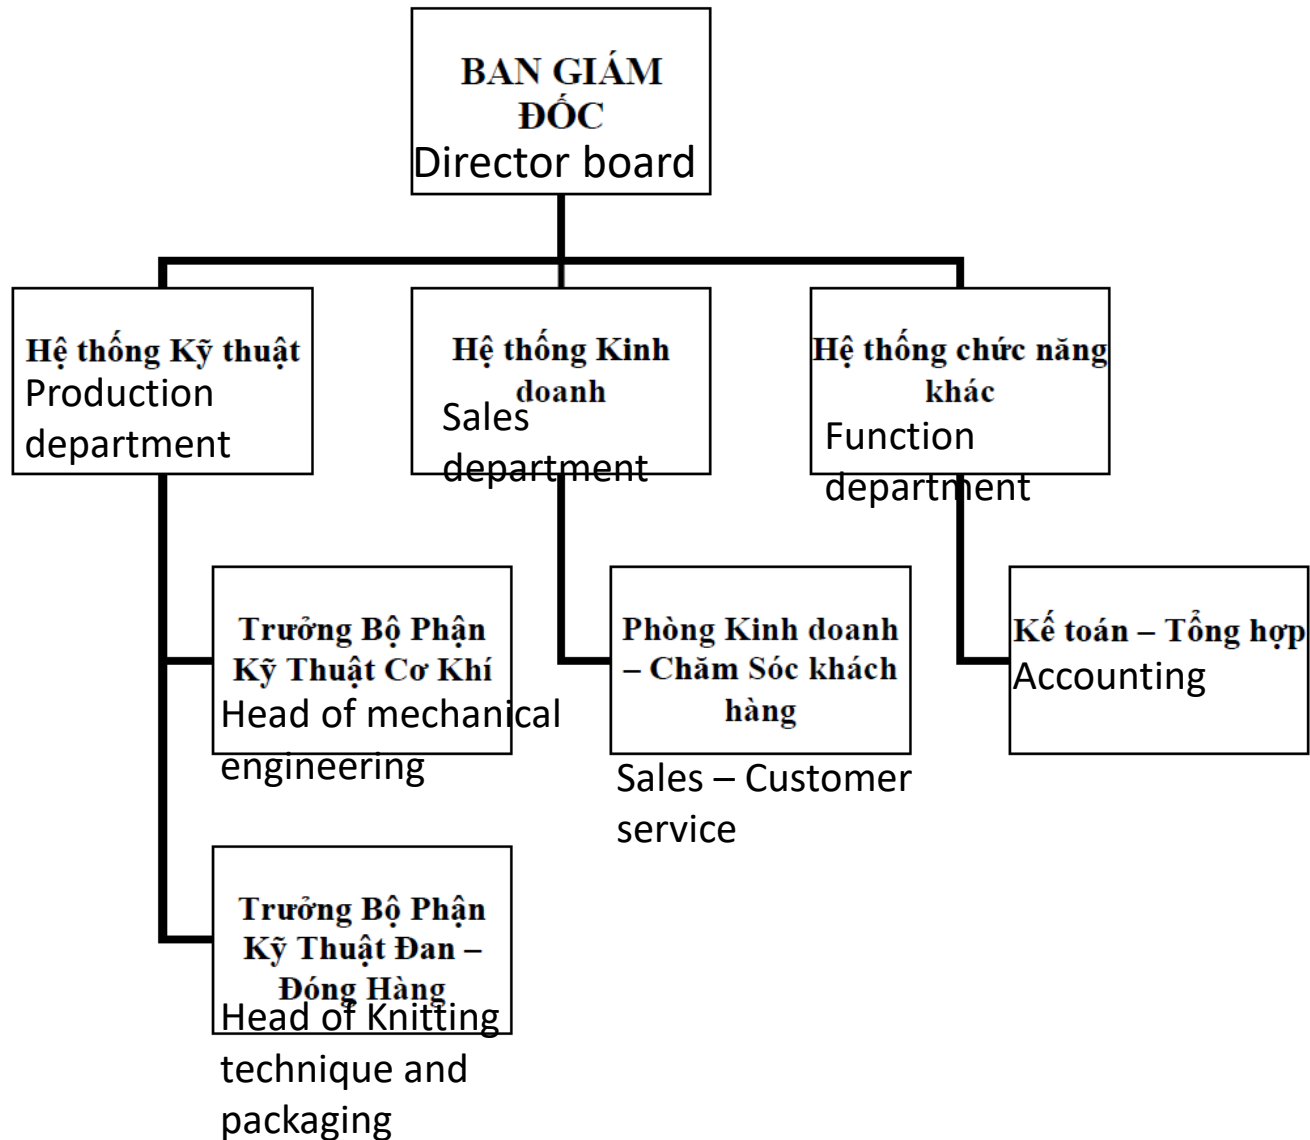 BAN GIÁM
ĐỐC
Director board
Hệ thống Kỹ thuật
Production
department
Hệ thống Kinh
doanh
Sales
department
Hệ thống chức năng
khác
Function
department
Trưởng Bộ Phận
Kỹ Thuật Cơ Khí
Head of mechanical
engineering
Phòng Kinh doanh
– Chăm Sóc khách
hàng
Sales – Customer
service
Kế toán – Tổng hợp
Accounting
Trưởng Bộ Phận
Kỹ Thuật Đan –
Đóng Hàng
Head of Knitting
technique and
packaging